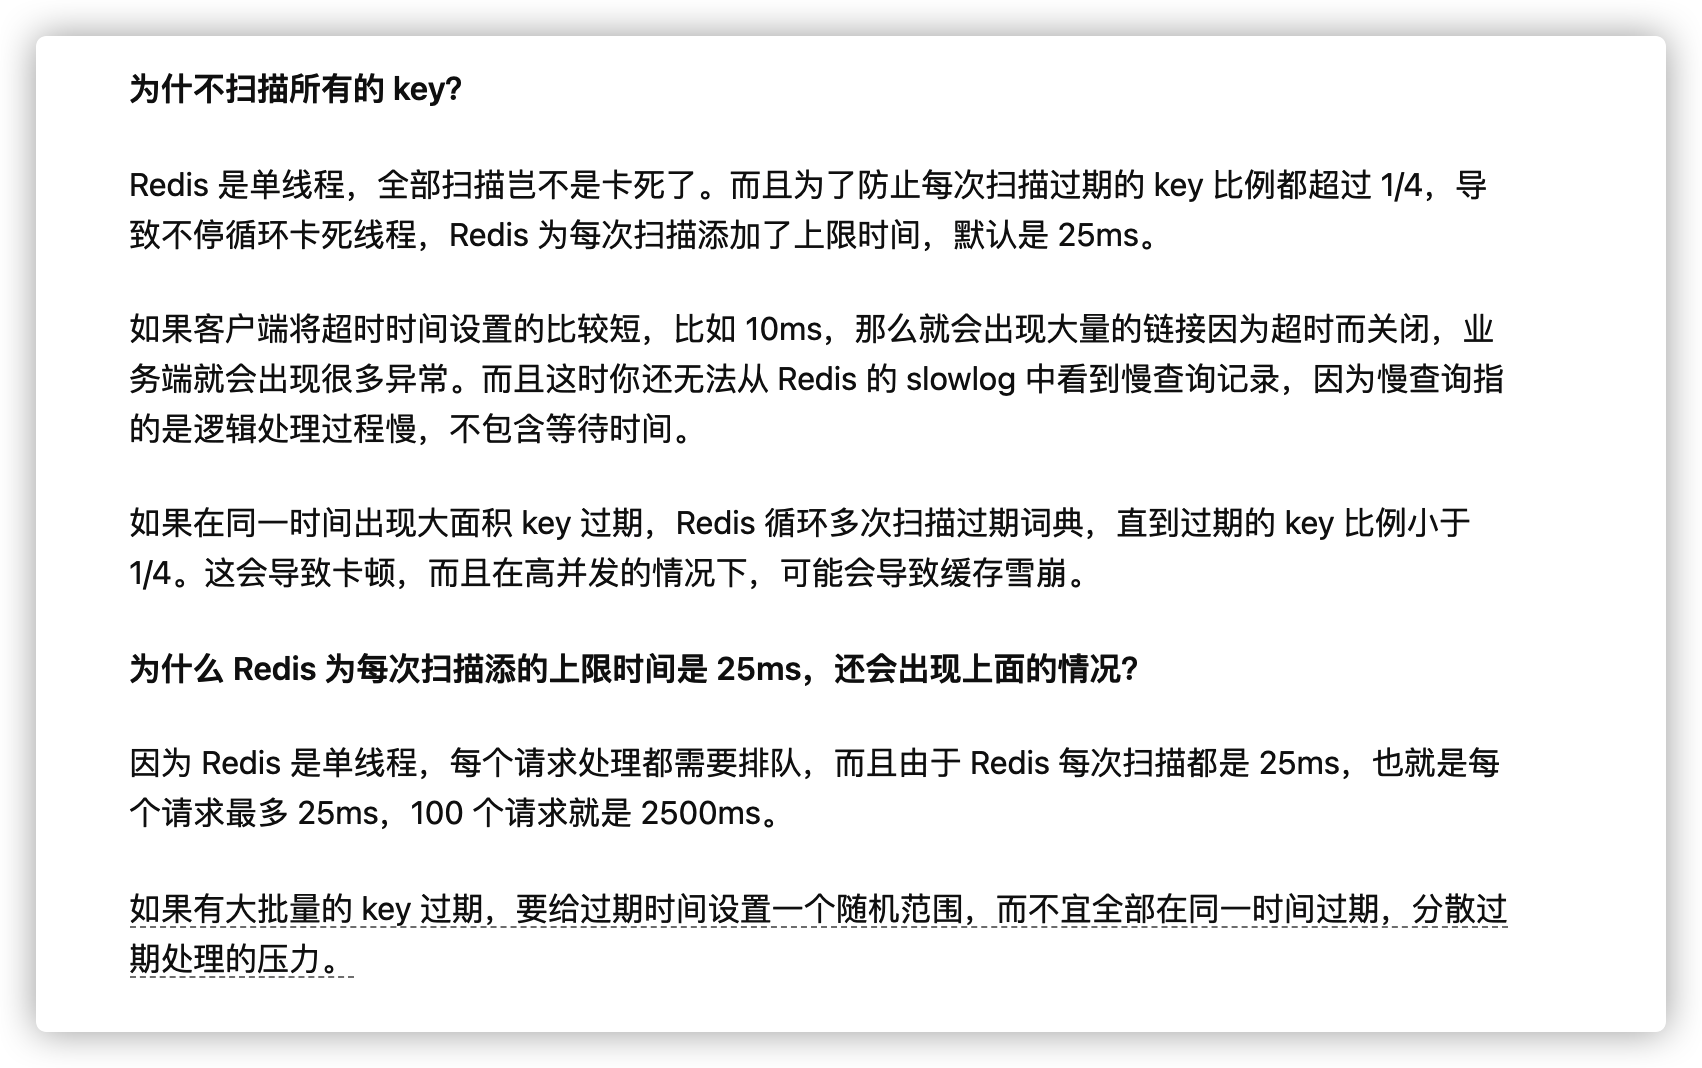 为什不扫描所有的 key?
Redis 是单线程，全部扫描岂不是卡死了。而且为了防止每次扫描过期的 key 比例都超过 1/4，导
致不停循环卡死线程，Redis 为每次扫描添加了上限时间，默认是 25ms。
如果客户端将超时时间设置的比较短，比如 10ms，那么就会出现大量的链接因为超时而关闭，业
务端就会出现很多异常。而且这时你还无法从 Redis 的 slowlog 中看到慢查询记录，因为慢查询指
的是逻辑处理过程慢，不包含等待时间。
如果在同一时间出现大面积 key 过期，Redis 循环多次扫描过期词典，直到过期的 key 比例小于
1/4。这会导致卡顿，而且在高并发的情况下，可能会导致缓存雪崩。
为什么 Redis 为每次扫描添的上限时间是 25ms，还会出现上面的情况?
因为 Redis 是单线程，每个请求处理都需要排队，而且由于 Redis 每次扫描都是 25ms，也就是每
个请求最多 25ms，100 个请求就是 2500ms。
如果有大批量的 key 过期，要给过期时间设置一个随机范围，而不宜全部在同一时间过期，分散过
期处理的压力。